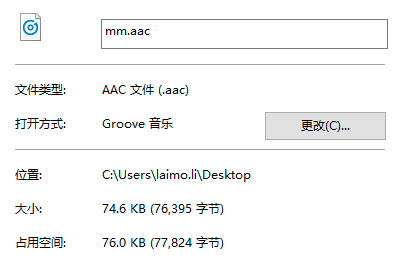 mm.aac
文件类型: AAC 文件 (.aac)
打开方式: Groove 音乐 更改(C)...
位置: C:\Users\laimo.li\Desktop
大小: 74.6 KB (76,395 字节)
占用空间: 76.0 KB (77,824 字节)